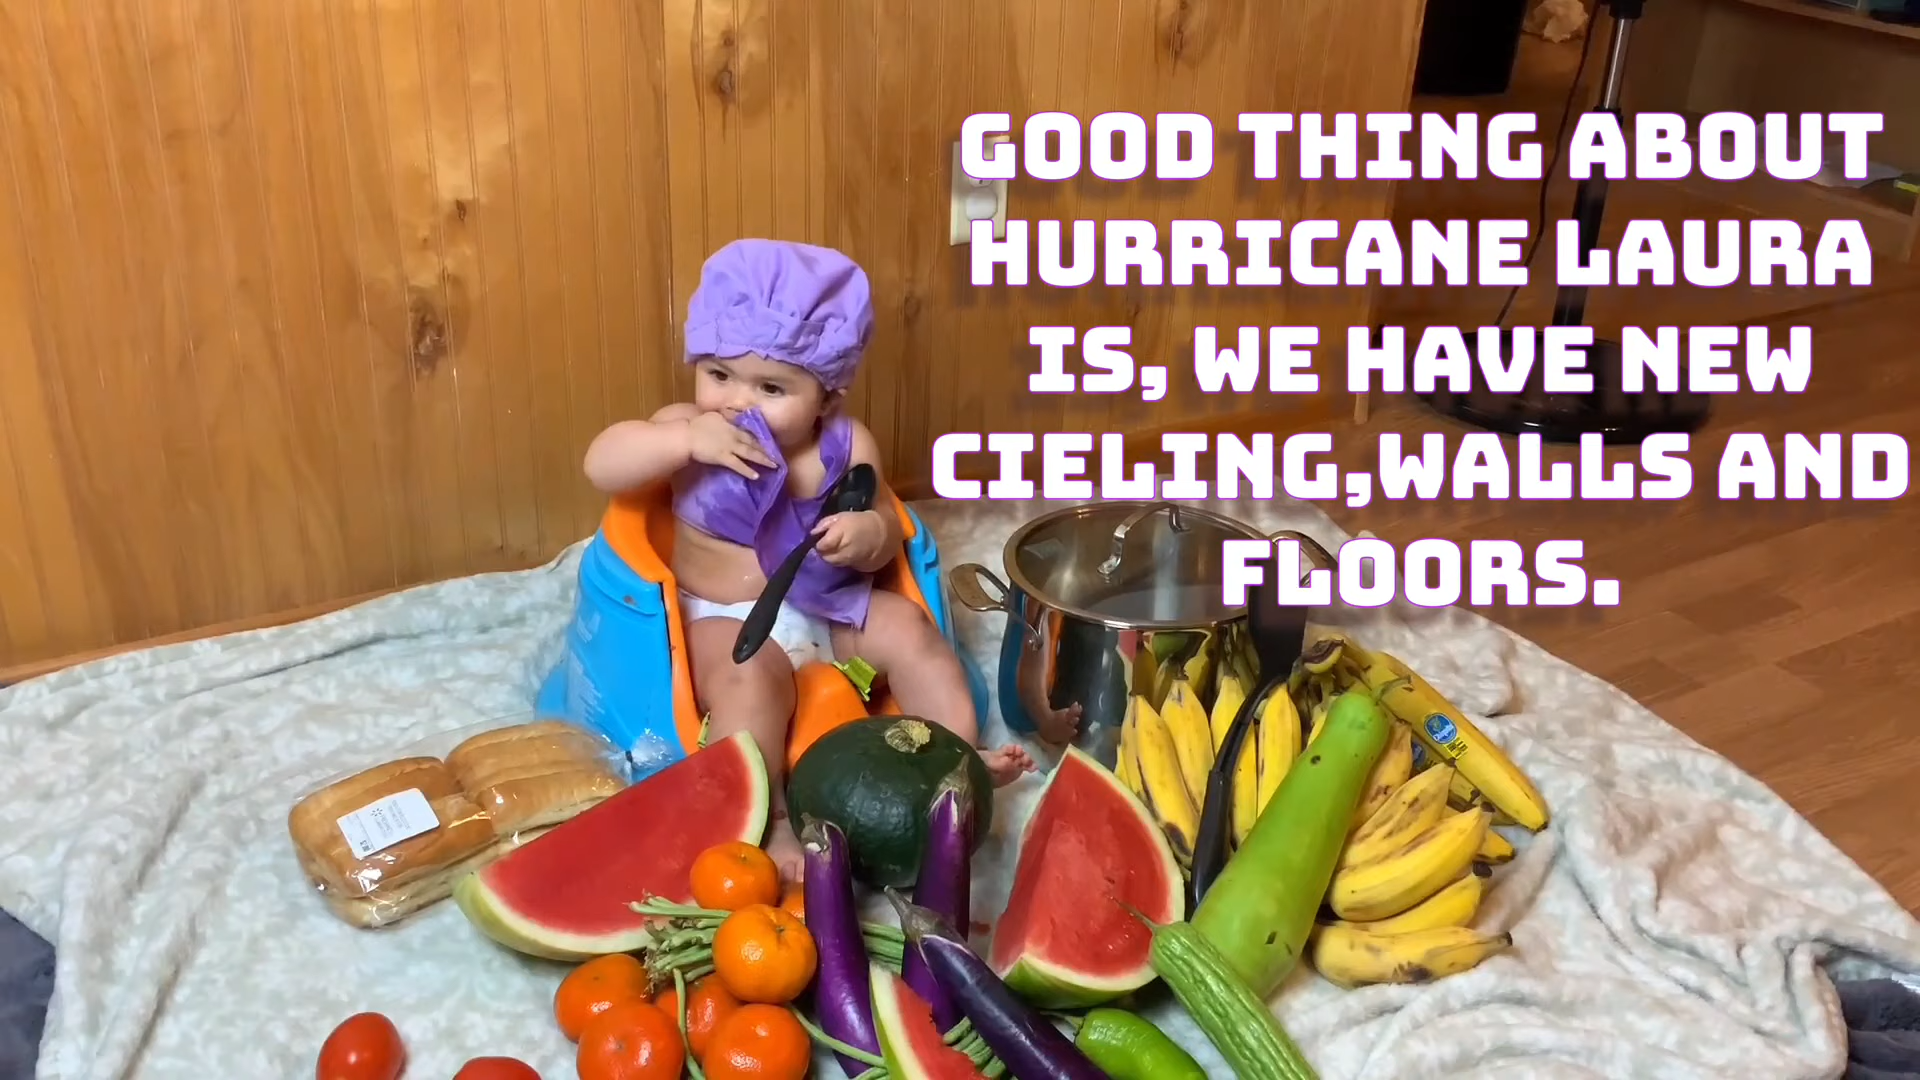 GOOD THING ABOUT
HURRICANE LAURA
IS, WE HAVE NEW
CIELING,WALLS AND
FLOORS.